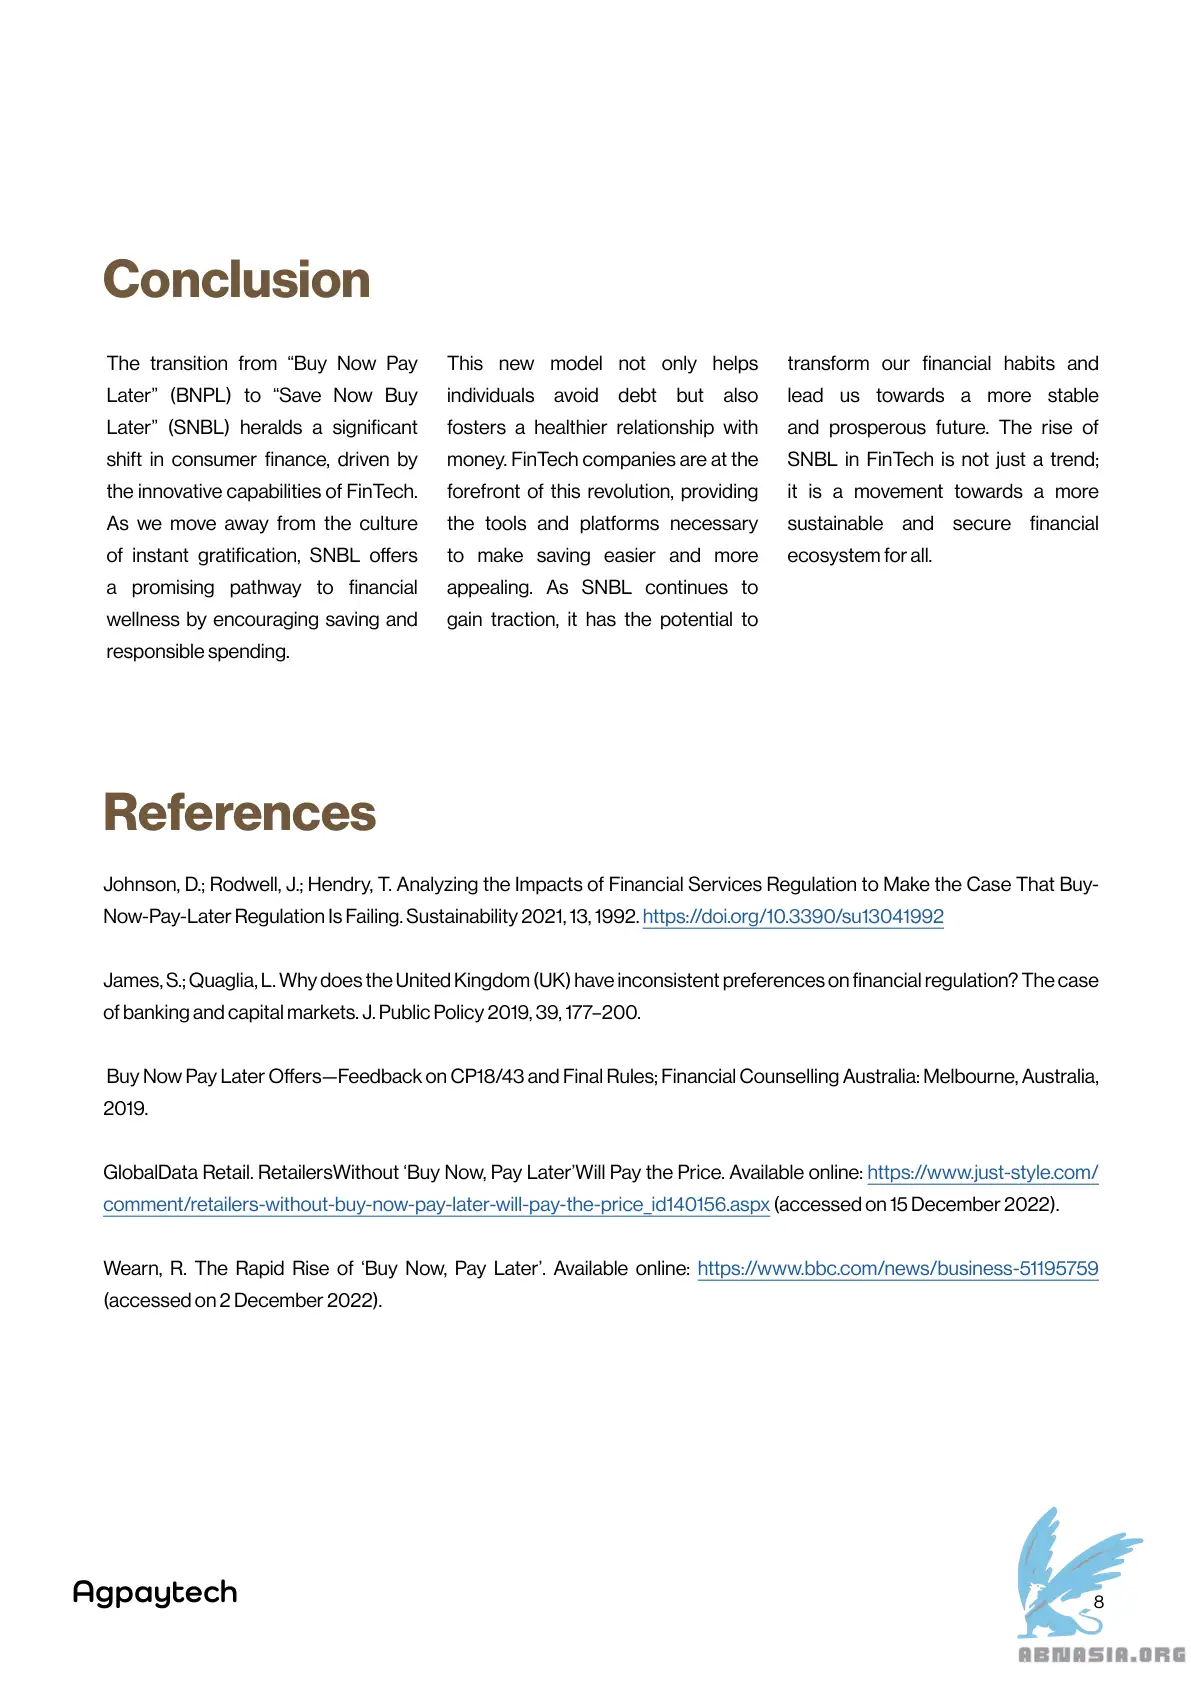 Conclusion
The transition from “Buy Now Pay
Later” (BNPL) to “Save Now Buy
Later” (SNBL) heralds a significant
shift in consumer finance, driven by
the innovative capabilities of FinTech.
As we move away from the culture
of instant gratification, SNBL offers
a promising pathway to financial
wellness by encouraging saving and
responsible spending.
This new model not only helps
individuals avoid debt but also
fosters a healthier relationship with
money. FinTech companies are at the
forefront of this revolution, providing
the tools and platforms necessary
to make saving easier and more
appealing. As SNBL continues to
gain traction, it has the potential to
transform our financial habits and
lead us towards a more stable
and prosperous future. The rise of
SNBL in FinTech is not just a trend;
it is a movement towards a more
sustainable and secure financial
ecosystem for all.
References
Johnson, D.; Rodwell, J.; Hendry, T. Analyzing the Impacts of Financial Services Regulation to Make the Case That Buy-
Now-Pay-Later Regulation Is Failing. Sustainability 2021, 13, 1992. https://doi.org/10.3390/su13041992
James, S.; Quaglia, L. Why does the United Kingdom (UK) have inconsistent preferences on financial regulation? The case
of banking and capital markets. J. Public Policy 2019, 39, 177–200.
Buy Now Pay Later Offers—Feedback on CP18/43 and Final Rules; Financial Counselling Australia: Melbourne, Australia,
2019.
GlobalData Retail. RetailersWithout ‘Buy Now, Pay Later’Will Pay the Price. Available online: https://www.just-style.com/
comment/retailers-without-buy-now-pay-later-will-pay-the-price_id140156.aspx (accessed on 15 December 2022).
Wearn, R. The Rapid Rise of ‘Buy Now, Pay Later’. Available online: https://www.bbc.com/news/business-51195759
(accessed on 2 December 2022).
Agpaytech
8
ABNASIA.ORG